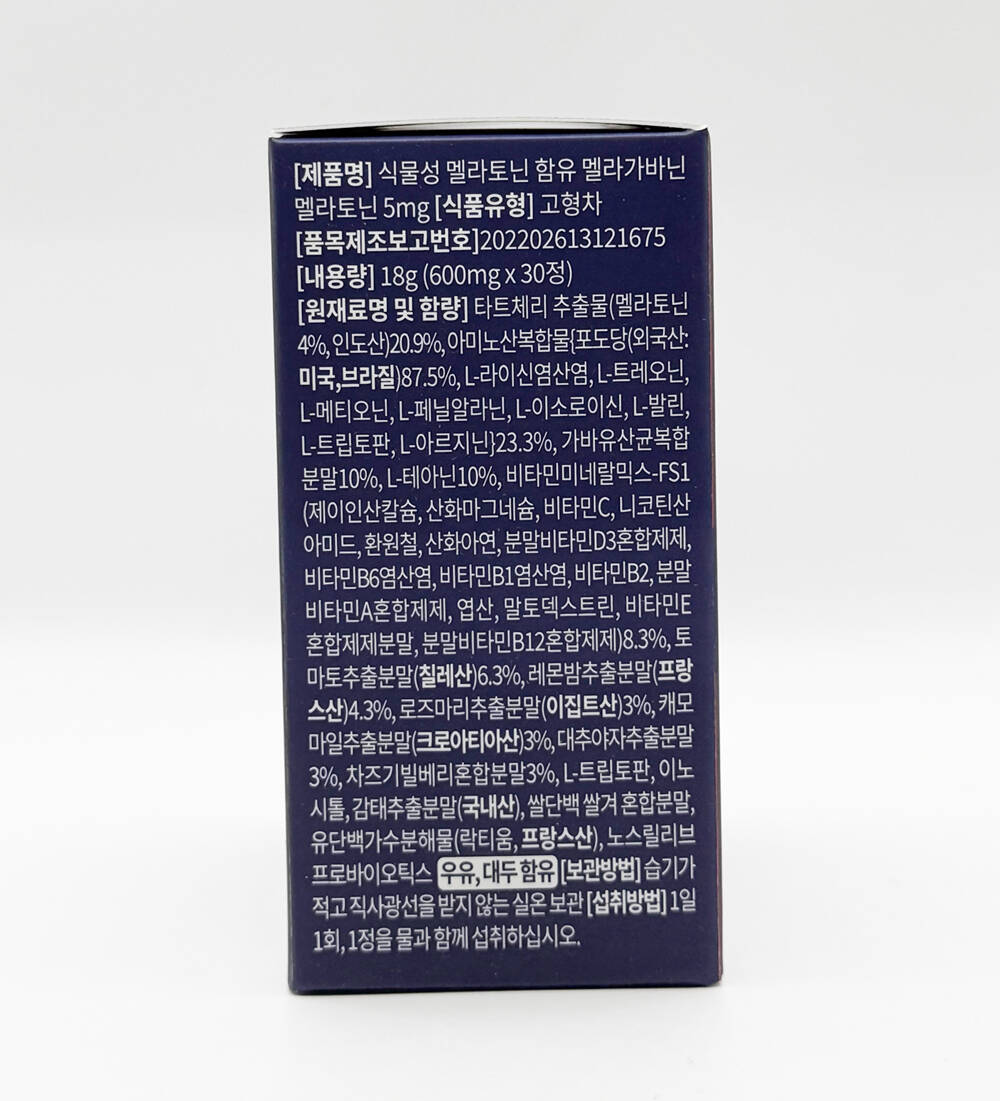 [제품명] 식물성 멜라토닌 함유 멜라가바닌
멜라토닌 5mg [식품유형] 고형차
[품목제조보고번호]202202613121675
[내용량] 18g (600mg x 30정)
[원재료명 및 함량] 타트체리 추출물(멜라토닌
4%, 인도산)20.9%, 아미노산복합물{포도당(외국산:
미국,브라질)87.5%, L-라이신염산염, L-트레오닌,
L-메티오닌, L-페닐알라닌, L-이소로이신, L-발린,
L-트립토판, L-아르지닌}23.3%, 가바유산균복합
분말10%, L-테아닌10%, 비타민미네랄믹스-FS1
(제이인산칼슘, 산화마그네슘, 비타민C, 니코틴산
아미드, 환원철, 산화아연, 분말비타민D3혼합제제,
비타민B6염산염, 비타민B1염산염, 비타민B2, 분말
비타민A혼합제제, 엽산, 말토덱스트린, 비타민E
혼합제제분말, 분말비타민B12혼합제제)8.3%, 토
마토추출분말(칠레산)6.3%, 레몬밤추출분말(프랑
스산)4.3%, 로즈마리추출분말(이집트산)3%, 캐모
마일추출분말(크로아티아산)3%, 대추야자추출분말
3%, 차즈기빌베리혼합분말3%, L-트립토판, 이노
시톨, 감태추출분말(국내산), 쌀단백 쌀겨 혼합분말,
유단백가수분해물(락티움, 프랑스산), 노스릴리브
프로바이오틱스 우유, 대두 함유 [보관방법] 습기가
적고 직사광선을 받지 않는 실온 보관 [섭취방법] 1일
1회, 1정을 물과 함께 섭취하십시오.